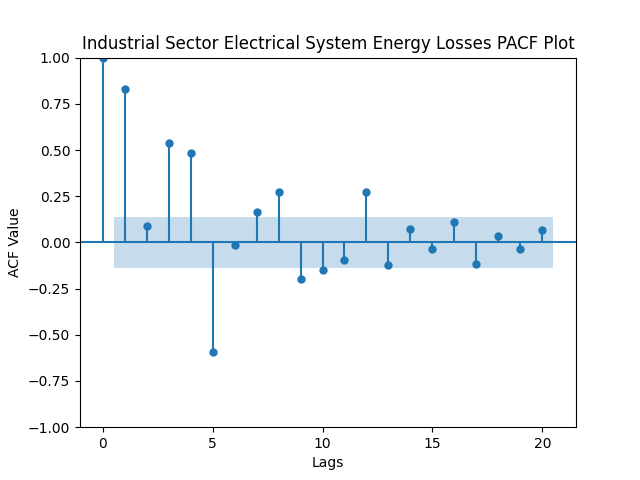 Industrial Sector Electrical System Energy Losses PACF Plot
1.00
0.75
0.50
0.25
0.00
−0.25
−0.50
−0.75
−1.00
ACF Value
0 5 10 15 20
Lags